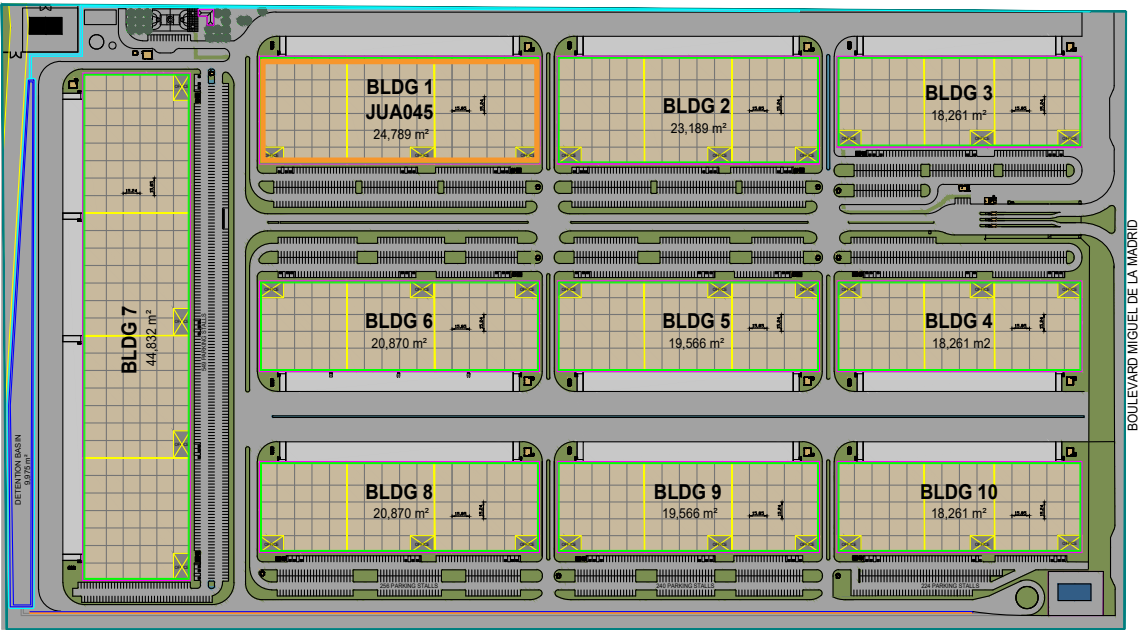 BLDG 1
JUA045
24,789 m²
BLDG 2
23,189 m²
BLDG 3
18,261 m²
BLDG 7
44,832 m²
BLDG 6
20,870 m²
BLDG 5
19,566 m²
BLDG 4
18,261 m2
BOULEVARD MIGUEL DE LA MADRID
DETENTION BASIN
9,975 m²
BLDG 8
20,870 m²
BLDG 9
19,566 m²
BLDG 10
18,261 m²
256 PARKING STALLS
240 PARKING STALLS
224 PARKING STALLS